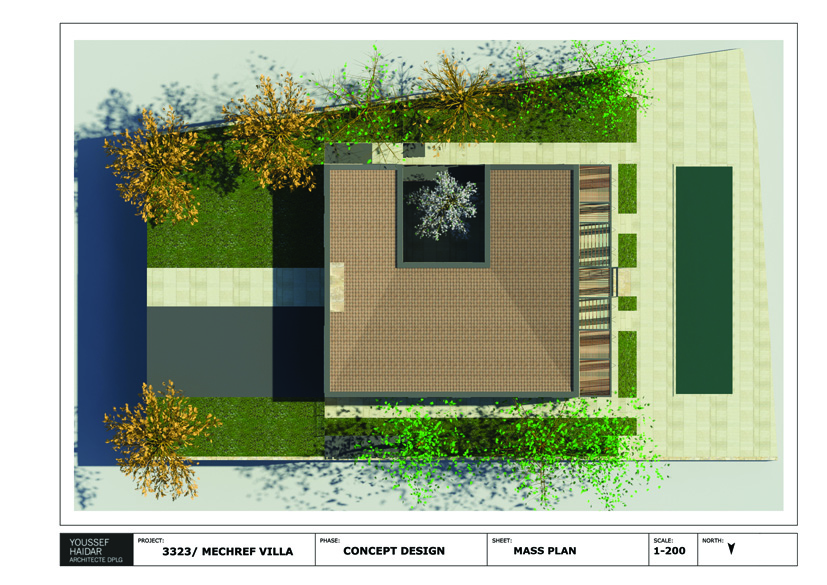 YOUSSEF
HAIDAR
ARCHITECTE DPLG
PROJECT:
3323/ MECHREF VILLA
PHASE:
CONCEPT DESIGN
SHEET:
MASS PLAN
SCALE:
1-200
NORTH: